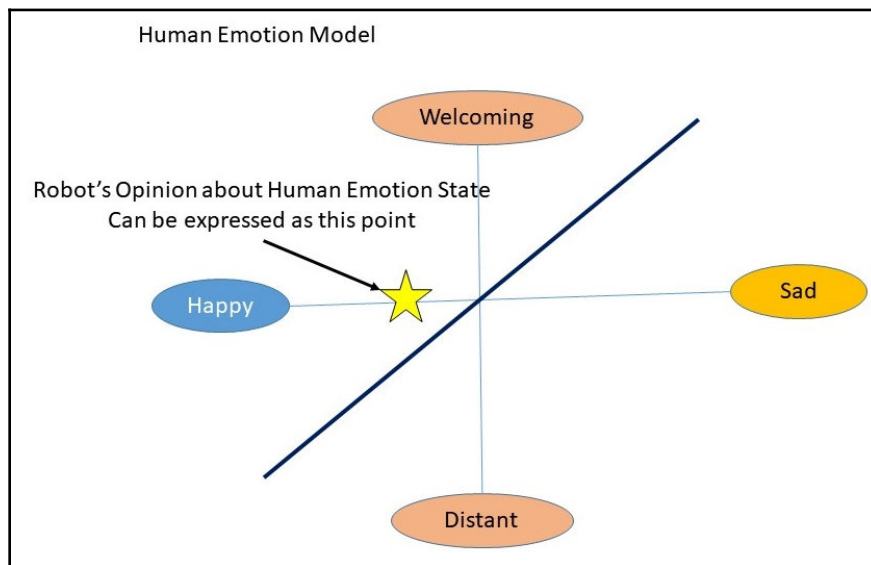 Human Emotion Model
Welcoming
Robot’s Opinion about Human Emotion State
Can be expressed as this point
Happy
Sad
Distant